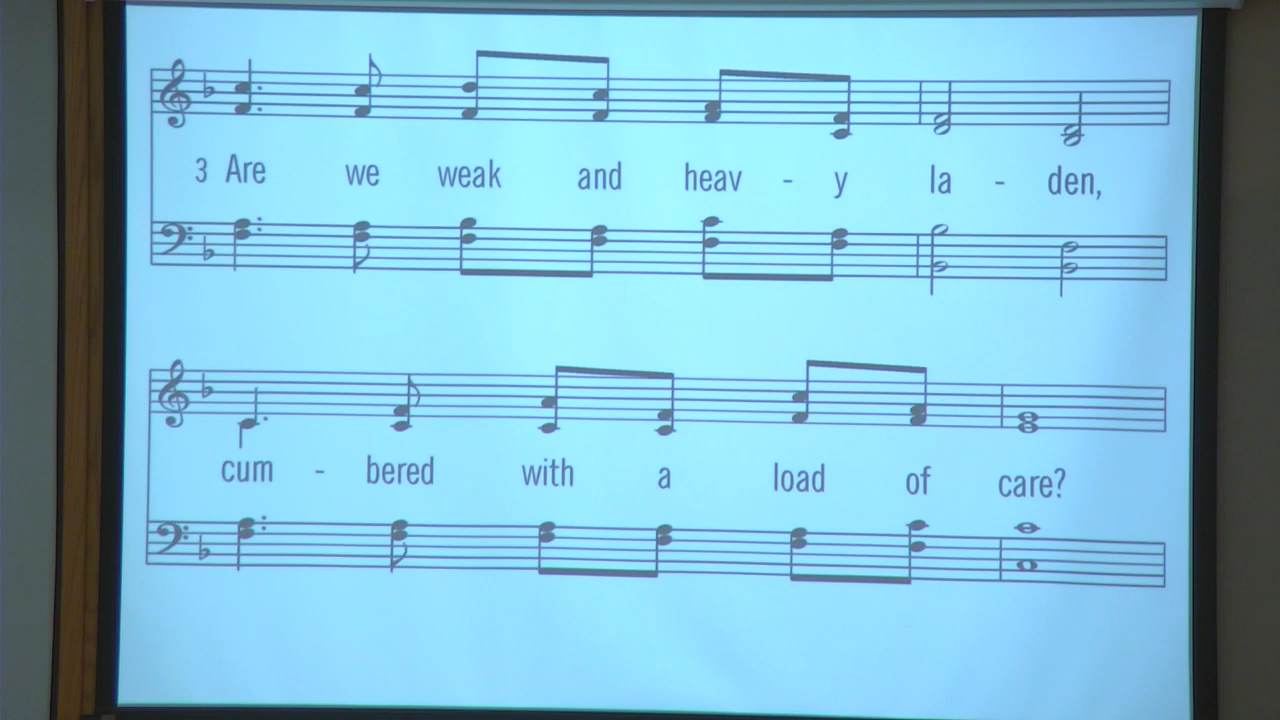 3 Are we weak and heav - y la - den,
cum - bered with a load of care?